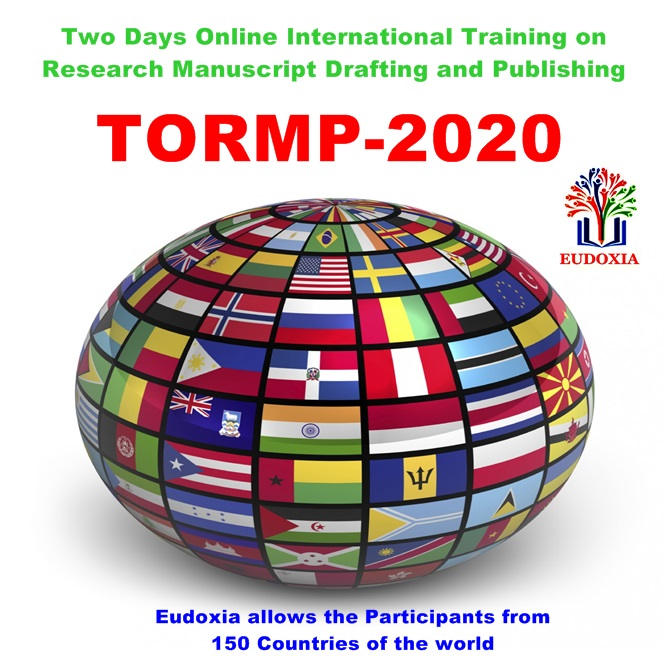 Two Days Online International Training on
Research Manuscript Drafting and Publishing
TORMP-2020
EUDOXIA
Eudoxia allows the Participants from
150 Countries of the world